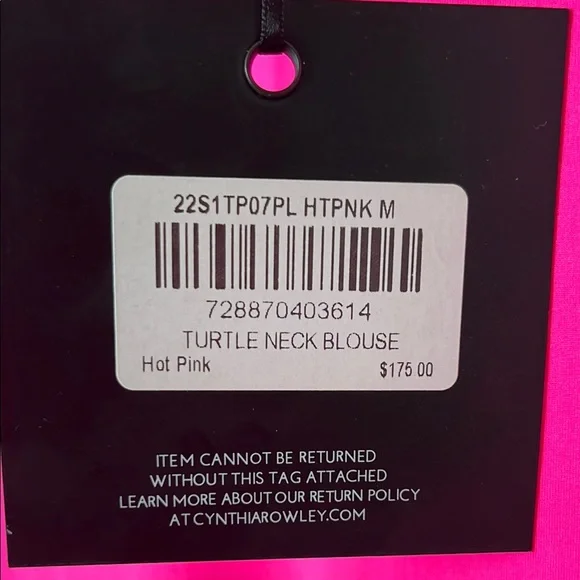 22S1TP07PL HTPNK M
728870403614
TURTLE NECK BLOUSE
Hot Pink $175.00
ITEM CANNOT BE RETURNED
WITHOUT THIS TAG ATTACHED
LEARN MORE ABOUT OUR RETURN POLICY
AT CYNTHIAROWLEY.COM